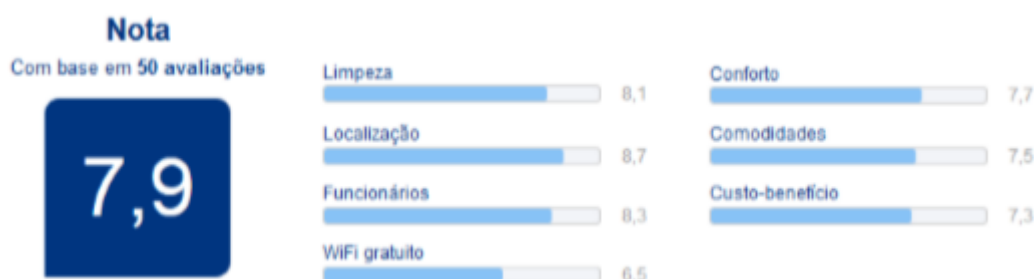 Nota
Com base em 50 avaliações
7,9
Limpeza
8,1
Localização
8,7
Funcionários
8,3
WiFi gratuito
6,5
Conforto
7,7
Comodidades
7,5
Custo-benefício
7,3